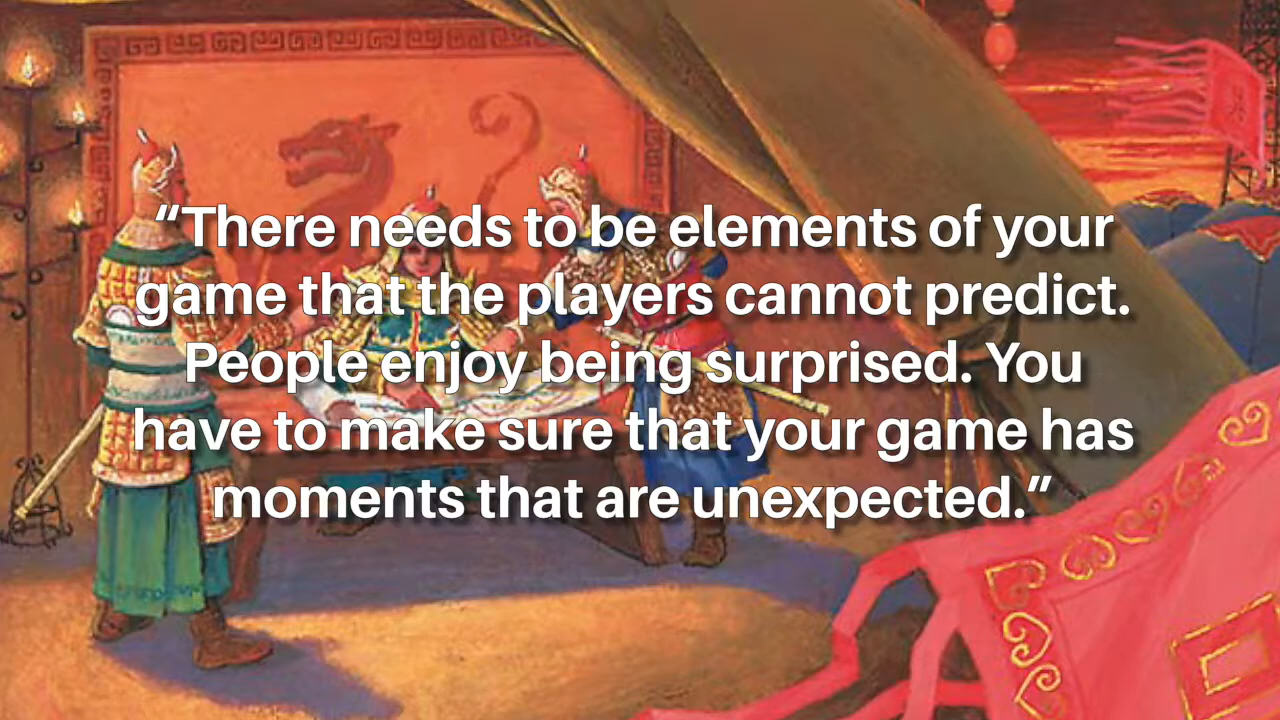 “There needs to be elements of your
game that the players cannot predict.
People enjoy being surprised. You
have to make sure that your game has
moments that are unexpected.”